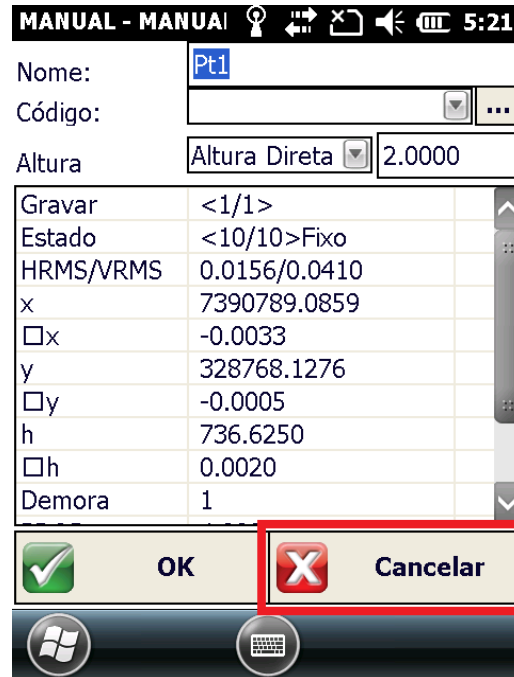 MANUAL - MANUAI 5:21
Nome: Pt1
Código: ...
Altura Altura Direta 2.0000
Gravar <1/1>
Estado <10/10>Fixo
HRMS/VRMS 0.0156/0.0410
x 7390789.0859
□x -0.0033
y 328768.1276
□y -0.0005
h 736.6250
□h 0.0020
Demora 1
OK Cancelar